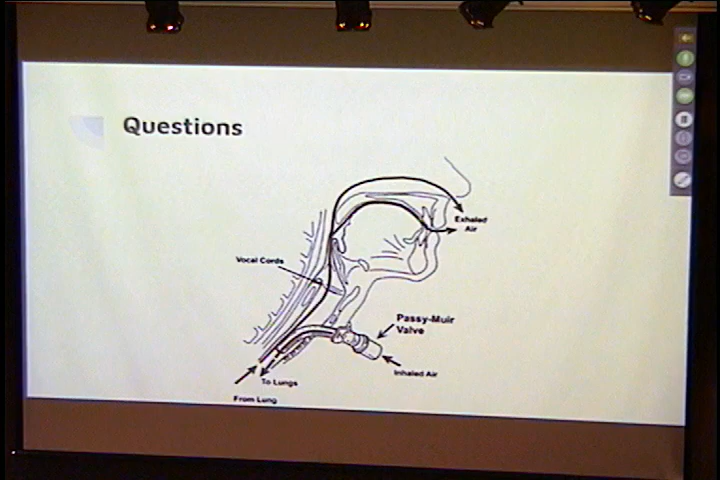 Questions
Exhaled
Air
Vocal Cords
Passy-Muir
Valve
Inhaled Air
To Lungs
From Lung